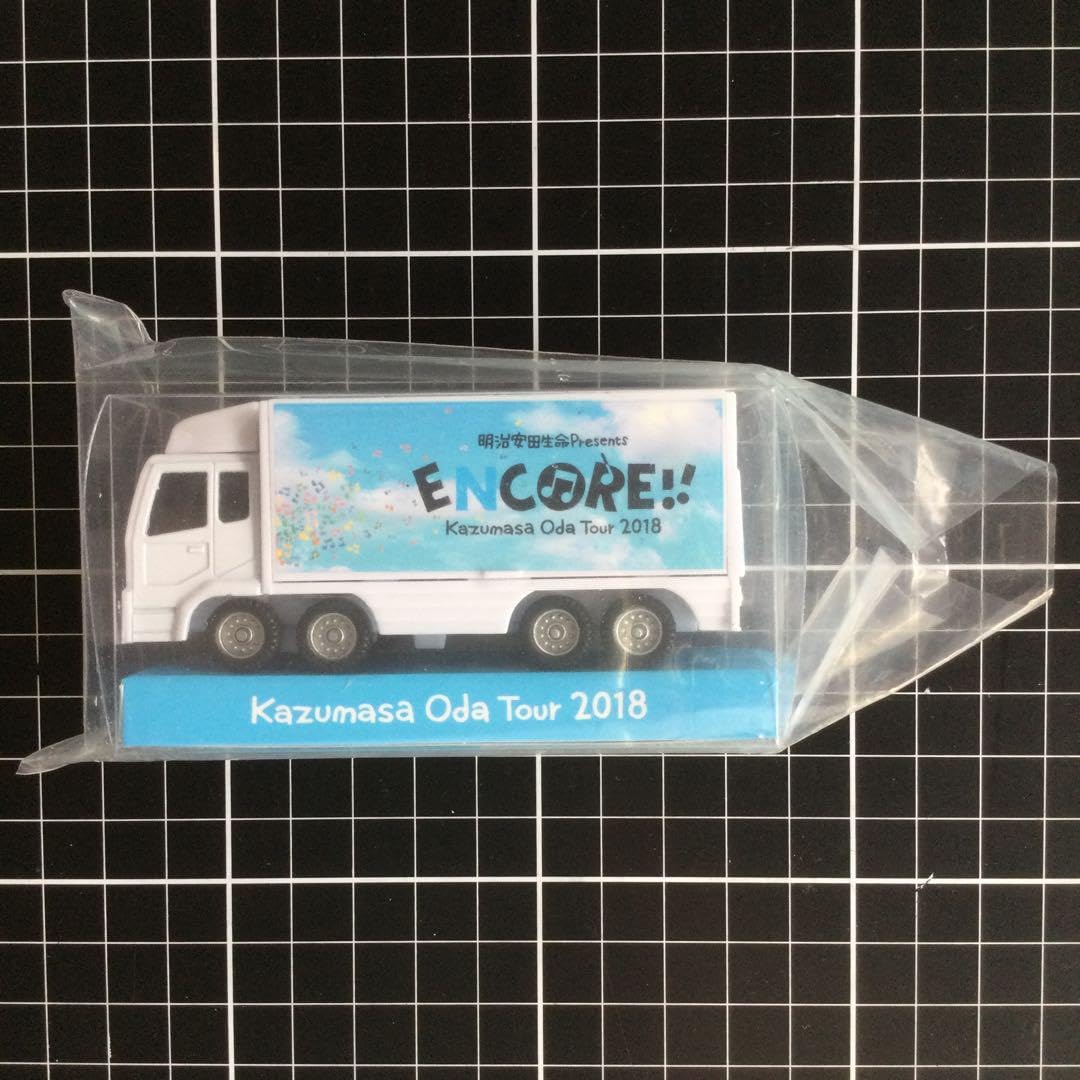 明治安田生命Presents
ENCORE!!
Kazumasa Oda Tour 2018
Kazumasa Oda Tour 2018